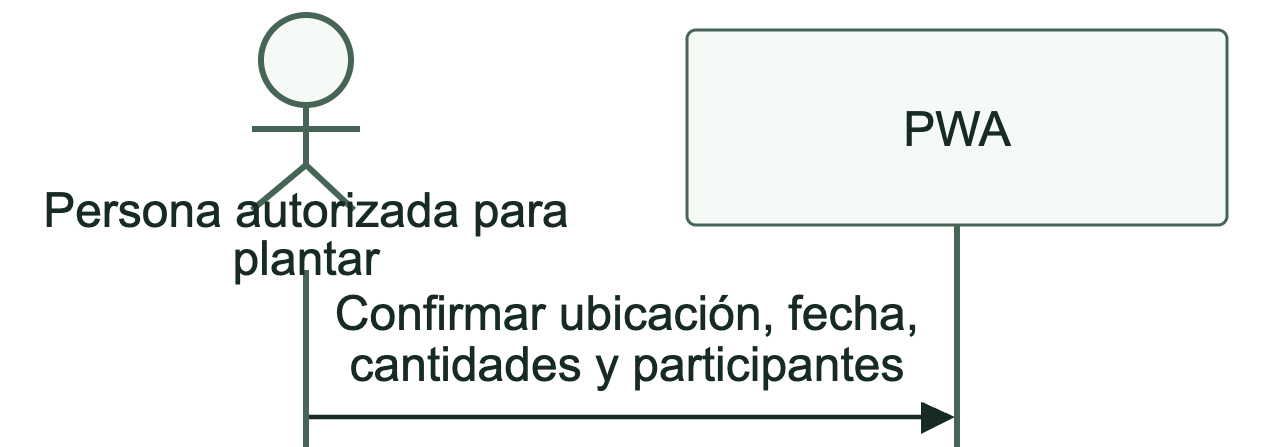 PWA
Persona autorizada para
plantar
Confirmar ubicación, fecha,
cantidades y participantes